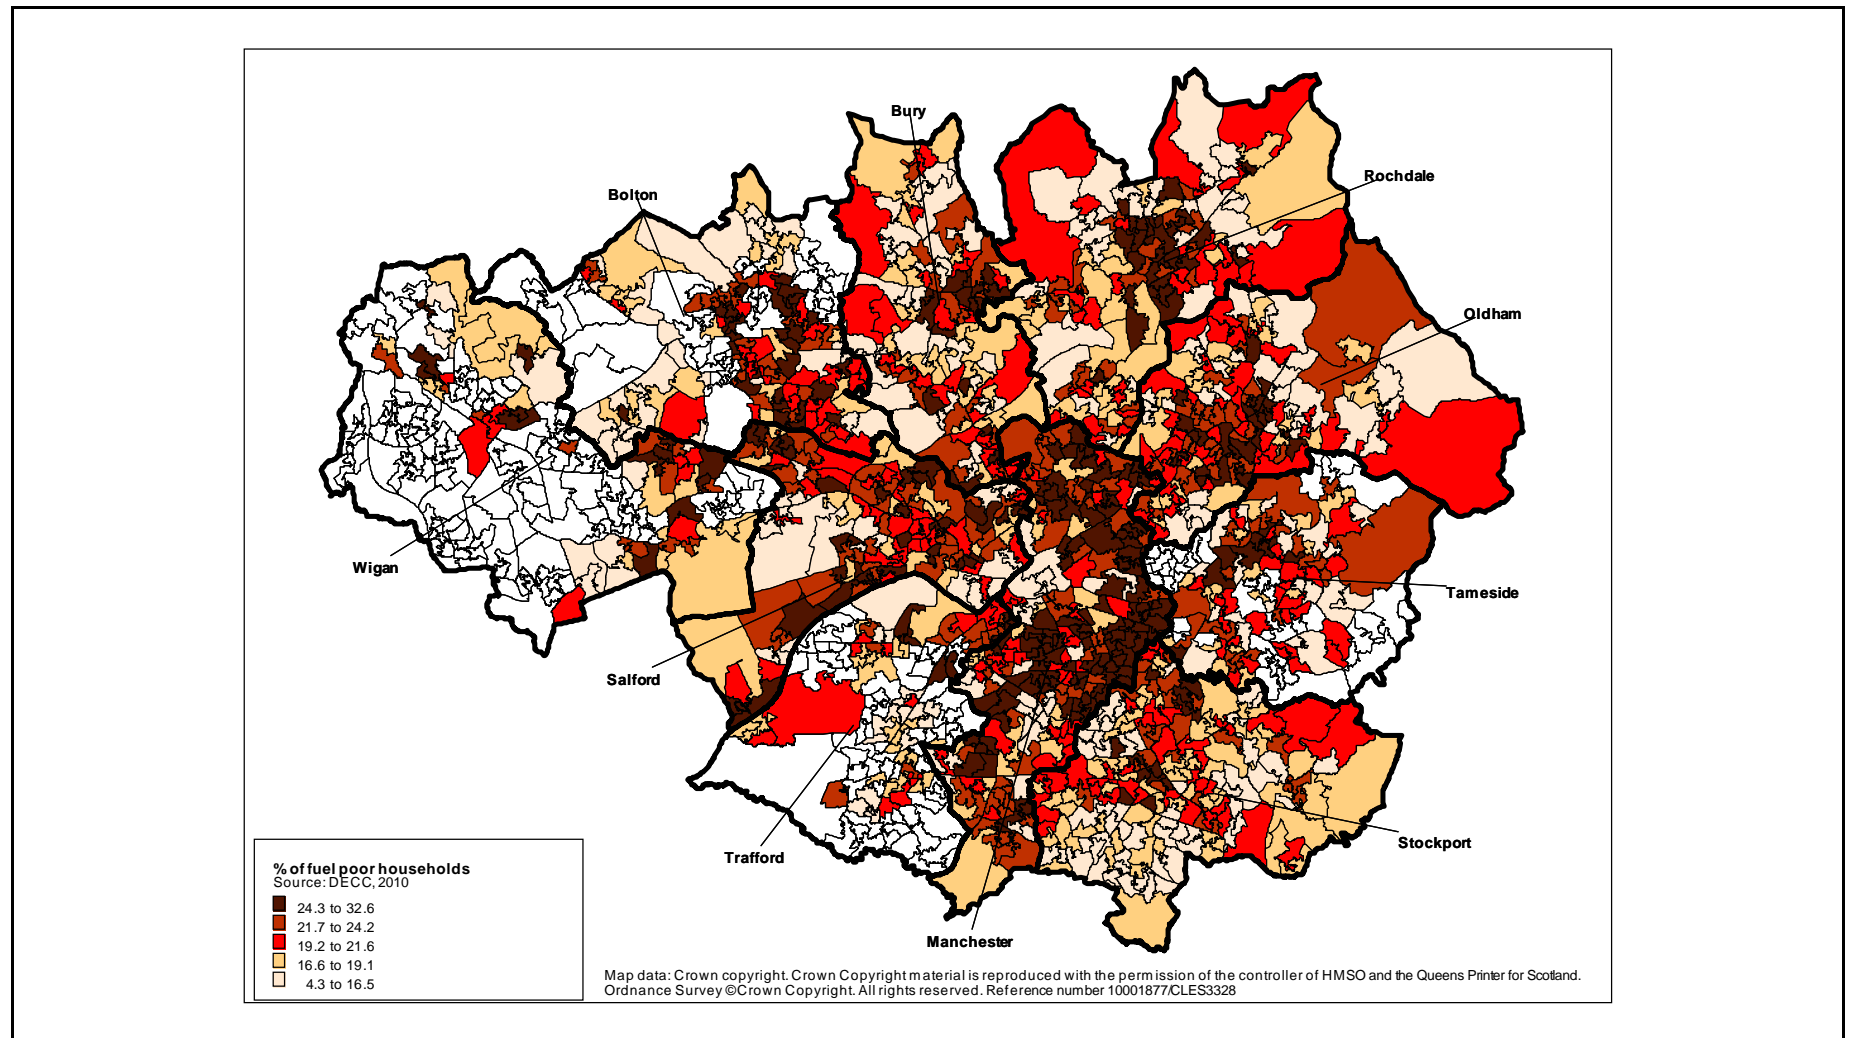 Bury
Rochdale
Bolton
Oldham
Wigan
Tameside
Salford
Stockport
Trafford
Manchester
% of fuel poor households
Source: DECC, 2010
24.3 to 32.6
21.7 to 24.2
19.2 to 21.6
16.6 to 19.1
4.3 to 16.5
Map data: Crown copyright. Crown Copyright material is reproduced with the permission of the controller of HMSO and the Queens Printer for Scotland.
Ordnance Survey ©Crown Copyright. All rights reserved. Reference number 10001877/CLES3328